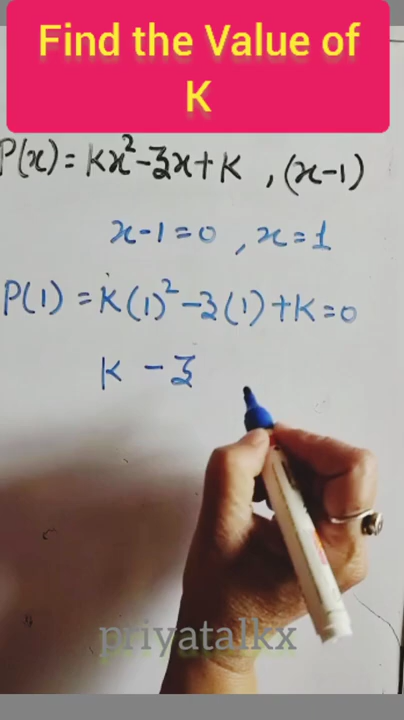 Find the Value of
K
P(x) = Kx² - 3x + K , (x-1)
x-1 = 0 , x = 1
P(1) = K(1)² - 3(1) + K = 0
K - 3
priyatalkx